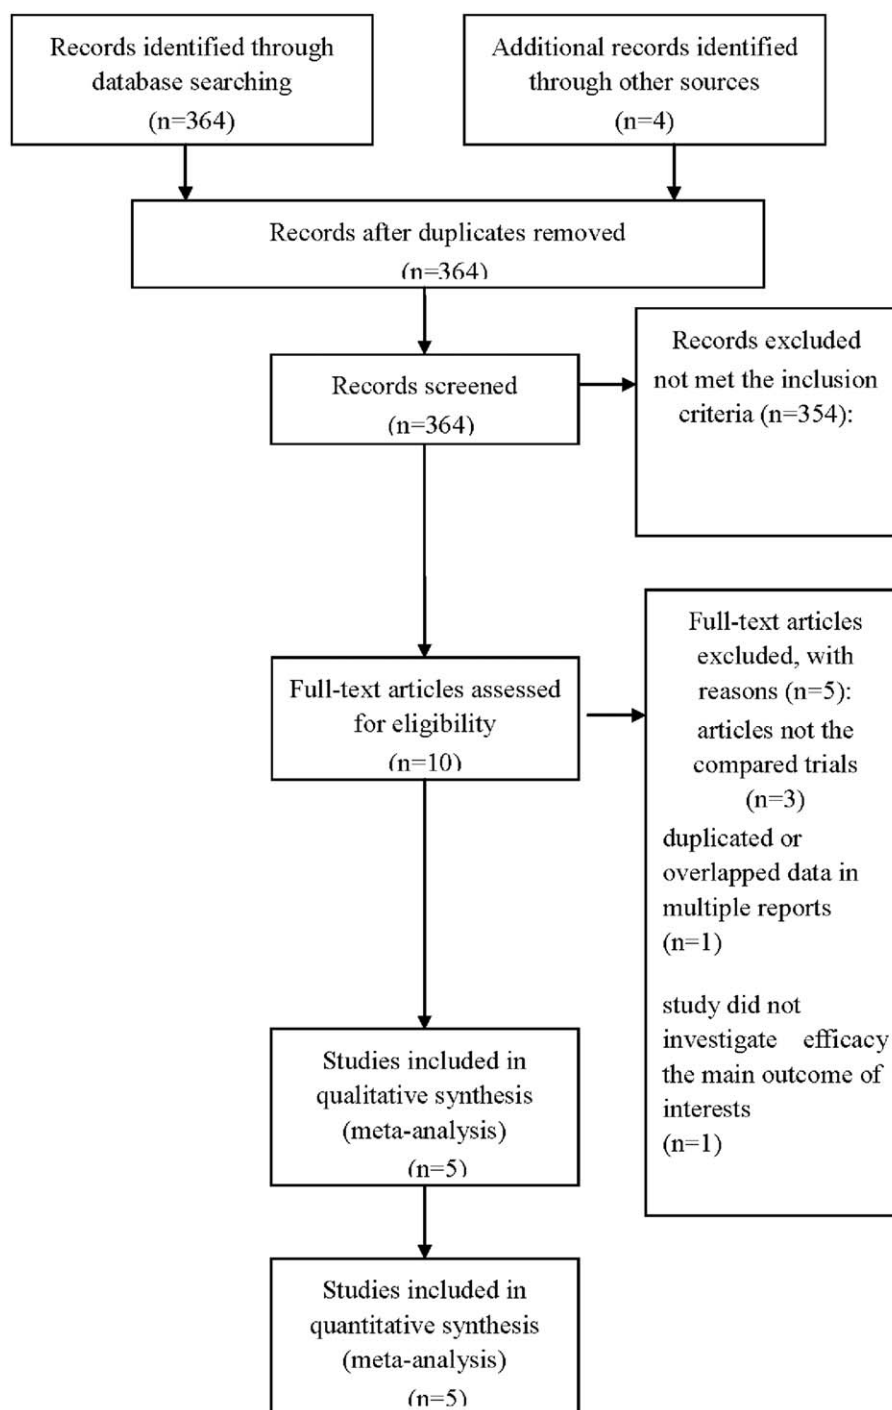 Records identified through
database searching
(n=364)
Additional records identified
through other sources
(n=4)
Records after duplicates removed
(n=364)
Records screened
(n=364)
Records excluded
not met the inclusion
criteria (n=354):
Full-text articles assessed
for eligibility
(n=10)
Full-text articles
excluded, with
reasons (n=5):
articles not the
compared trials
(n=3)
duplicated or
overlapped data in
multiple reports
(n=1)
study did not
investigate efficacy
the main outcome of
interests
(n=1)
Studies included in
qualitative synthesis
(meta-analysis)
(n=5)
Studies included in
quantitative synthesis
(meta-analysis)
(n=5)